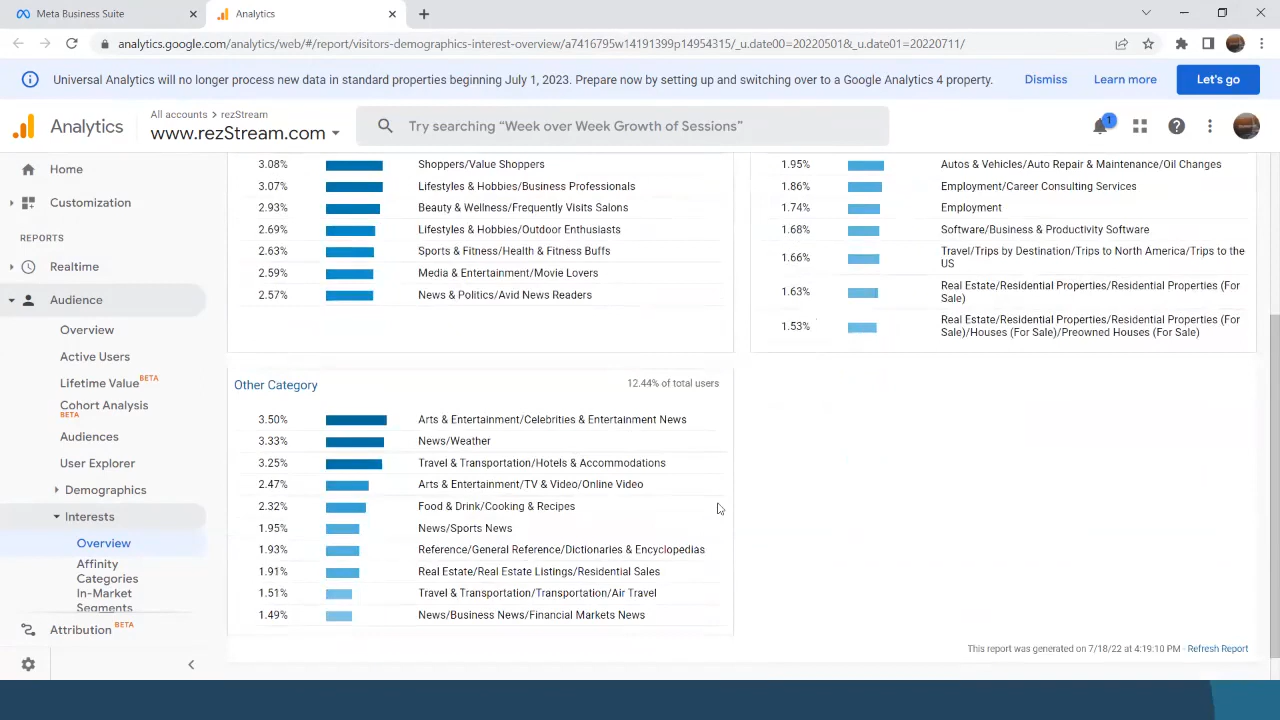 Meta Business Suite
Analytics
analytics.google.com/analytics/web/#/report/visitors-demographics-interest-overview/a7416795w14191399p14954315/_u.date00=20220501&_u.date01=20220711/
Universal Analytics will no longer process new data in standard properties beginning July 1, 2023. Prepare now by setting up and switching over to a Google Analytics 4 property.
Dismiss
Learn more
Let's go
Analytics
All accounts > rezStream
www.rezStream.com
Try searching “Week over Week Growth of Sessions”
1
Home
Customization
REPORTS
Realtime
Audience
Overview
Active Users
Lifetime Value BETA
Cohort Analysis
BETA
Audiences
User Explorer
Demographics
Interests
Overview
Affinity
Categories
In-Market
Segments
Attribution BETA
3.08% Shoppers/Value Shoppers
3.07% Lifestyles & Hobbies/Business Professionals
2.93% Beauty & Wellness/Frequently Visits Salons
2.69% Lifestyles & Hobbies/Outdoor Enthusiasts
2.63% Sports & Fitness/Health & Fitness Buffs
2.59% Media & Entertainment/Movie Lovers
2.57% News & Politics/Avid News Readers
1.95% Autos & Vehicles/Auto Repair & Maintenance/Oil Changes
1.86% Employment/Career Consulting Services
1.74% Employment
1.68% Software/Business & Productivity Software
1.66% Travel/Trips by Destination/Trips to North America/Trips to the
US
1.63% Real Estate/Residential Properties/Residential Properties (For
Sale)
1.53% Real Estate/Residential Properties/Residential Properties (For
Sale)/Houses (For Sale)/Preowned Houses (For Sale)
Other Category
12.44% of total users
3.50% Arts & Entertainment/Celebrities & Entertainment News
3.33% News/Weather
3.25% Travel & Transportation/Hotels & Accommodations
2.47% Arts & Entertainment/TV & Video/Online Video
2.32% Food & Drink/Cooking & Recipes
1.95% News/Sports News
1.93% Reference/General Reference/Dictionaries & Encyclopedias
1.91% Real Estate/Real Estate Listings/Residential Sales
1.51% Travel & Transportation/Transportation/Air Travel
1.49% News/Business News/Financial Markets News
This report was generated on 7/18/22 at 4:19:10 PM · Refresh Report